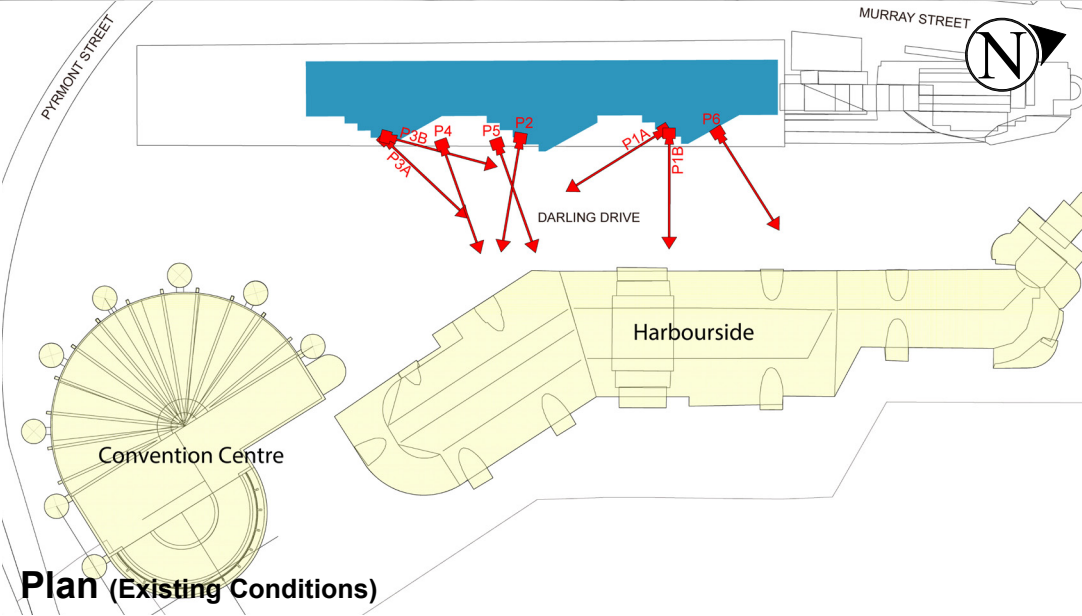 PYRMONT STREET
MURRAY STREET
N
P3B
P4
P5
P2
P1A
P1B
P6
P3A
DARLING DRIVE
Harbourside
Convention Centre
Plan (Existing Conditions)